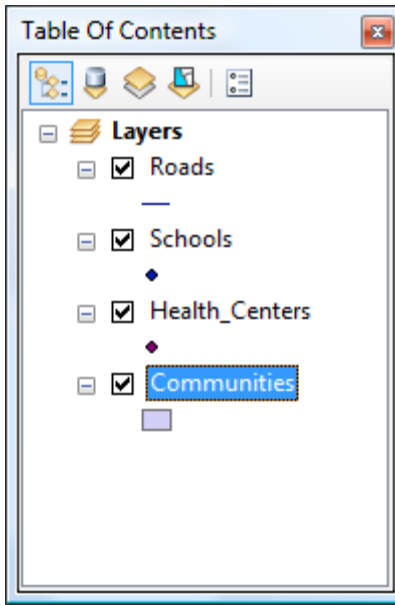 Table Of Contents
Layers
Roads
Schools
Health_Centers
Communities